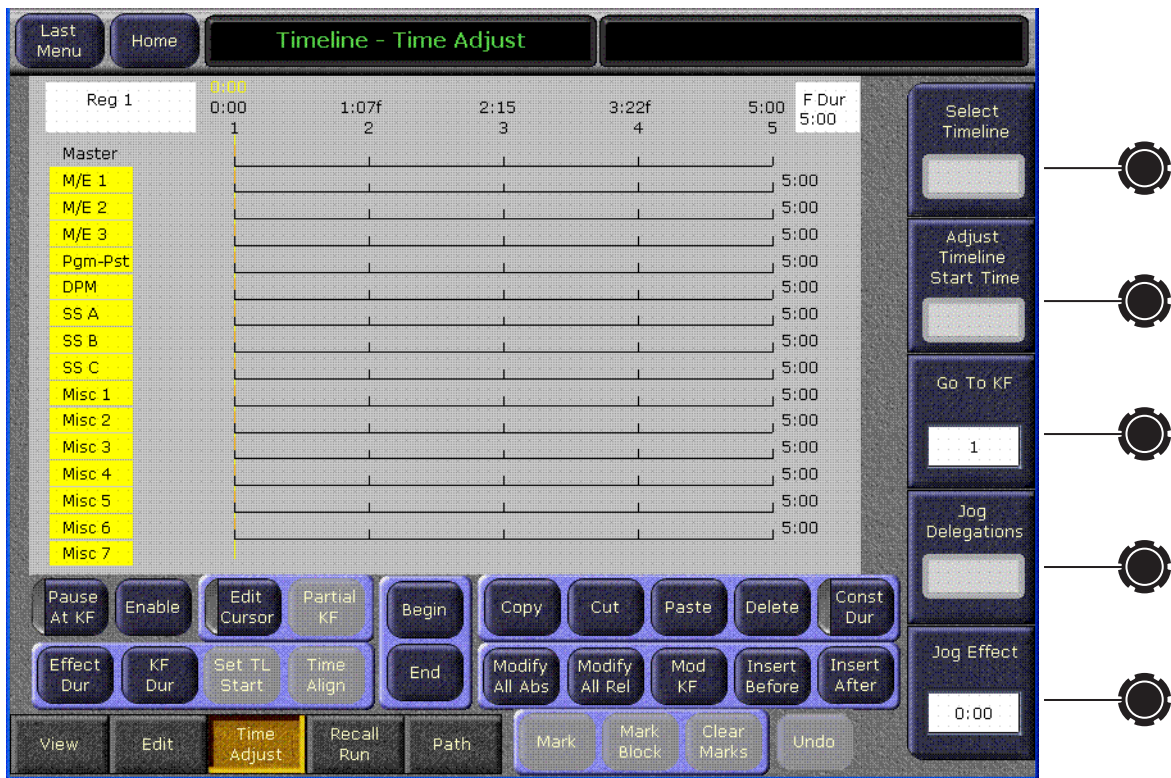 Last
Menu
Home
Timeline - Time Adjust
Reg 1
0:00
0:00 1:07f 2:15 3:22f 5:00
1 2 3 4 5
F Dur
5:00
Master
M/E 1 5:00
M/E 2 5:00
M/E 3 5:00
Pgm-Pst 5:00
DPM 5:00
SS A 5:00
SS B 5:00
SS C 5:00
Misc 1 5:00
Misc 2 5:00
Misc 3 5:00
Misc 4 5:00
Misc 5 5:00
Misc 6 5:00
Misc 7
Select
Timeline
Adjust
Timeline
Start Time
Go To KF
1
Jog
Delegations
Jog Effect
0:00
Pause
At KF
Enable
Edit
Cursor
Partial
KF
Begin
Copy
Cut
Paste
Delete
Const
Dur
Effect
Dur
KF
Dur
Set TL
Start
Time
Align
End
Modify
All Abs
Modify
All Rel
Mod
KF
Insert
Before
Insert
After
View
Edit
Time
Adjust
Recall
Run
Path
Mark
Mark
Block
Clear
Marks
Undo